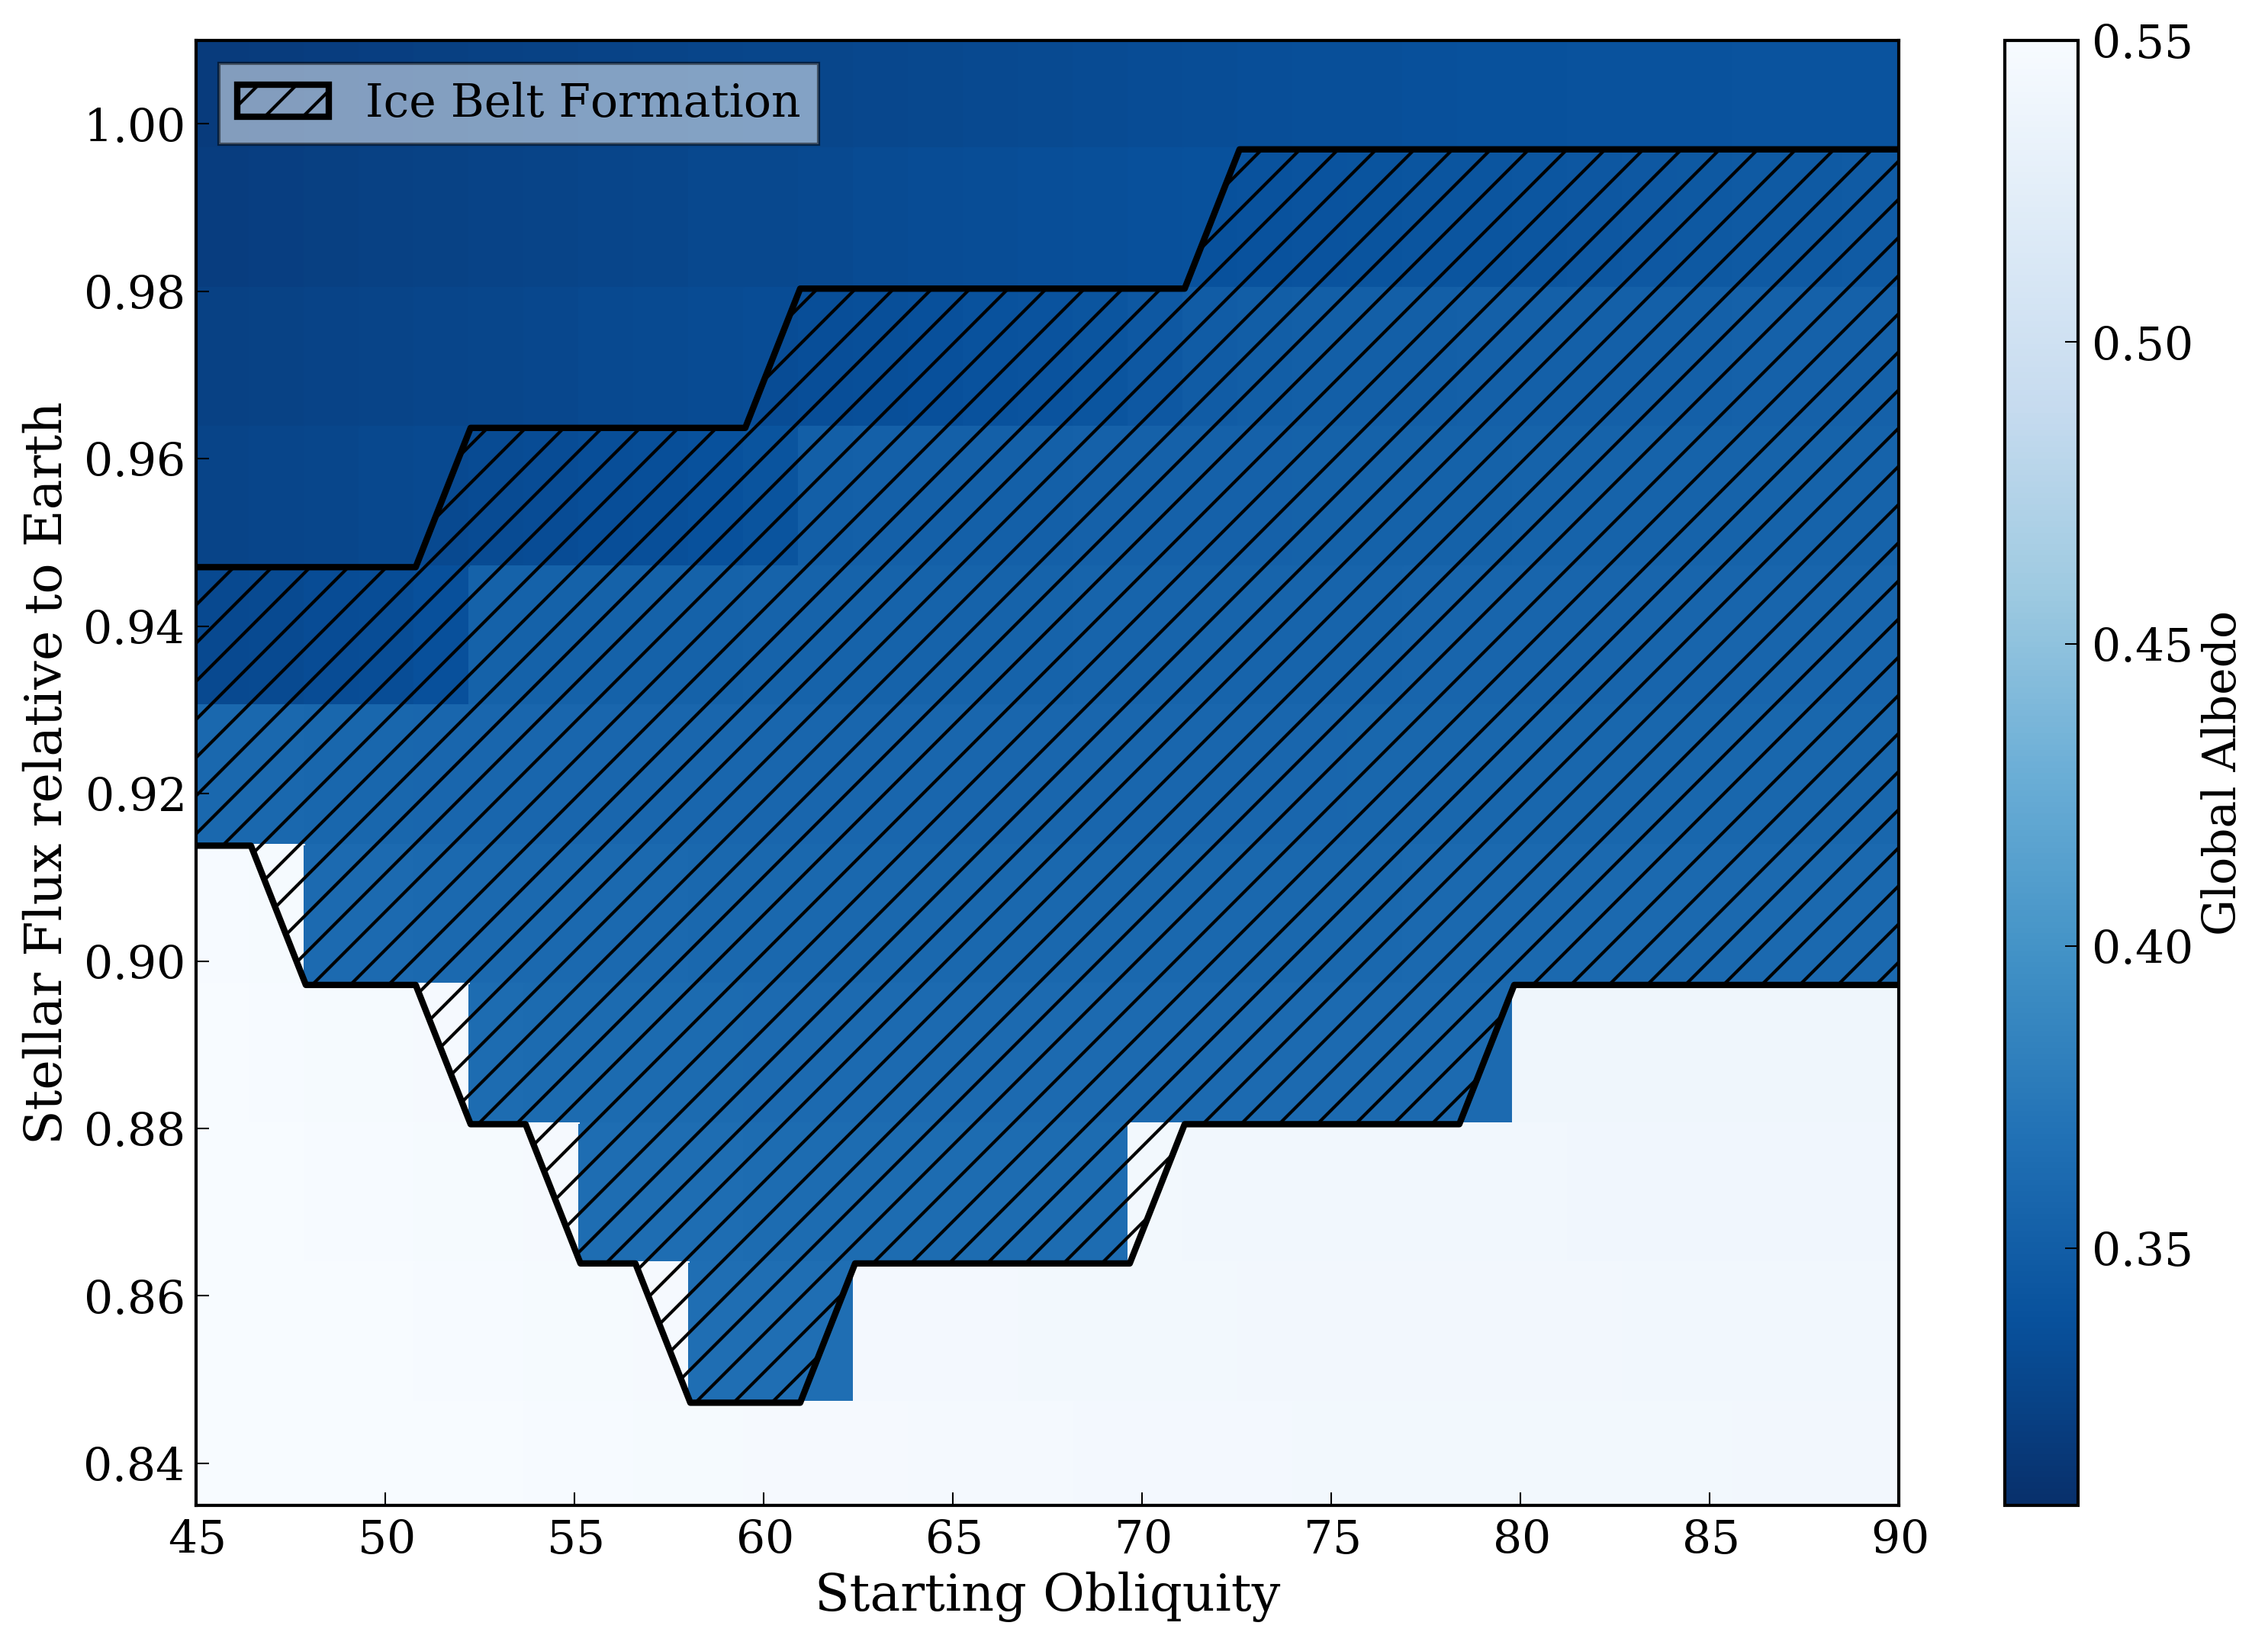 Ice Belt Formation
Stellar Flux relative to Earth
1.00
0.98
0.96
0.94
0.92
0.90
0.88
0.86
0.84
45 50 55 60 65 70 75 80 85 90
Starting Obliquity
0.55
0.50
0.45
0.40
0.35
Global Albedo